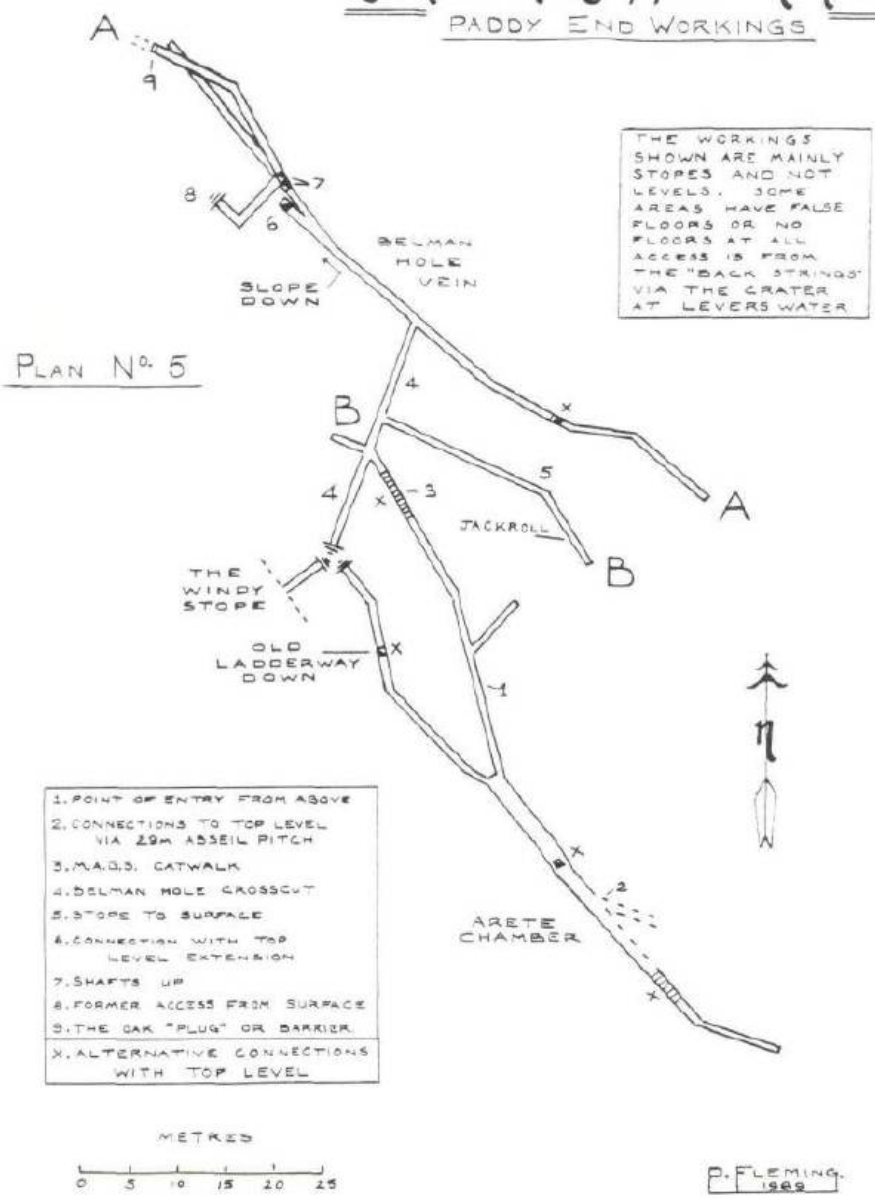 PADDY END WORKINGS
A
9
THE WORKINGS
SHOWN ARE MAINLY
STOPES AND NOT
LEVELS. SOME
AREAS HAVE FALSE
FLOORS OR NO
FLOORS AT ALL
ACCESS IS FROM
THE "BACK STRINGS"
VIA THE CRATER
AT LEVERS WATER
8
7
6
BELMAN
HOLE
VEIN
SLOPE
DOWN
PLAN No. 5
4
X
B
5
4
X
3
A
JACKROLL
B
THE
WINDY
STOPE
X
OLD
LADDERWAY
DOWN
1
N
1. POINT OF ENTRY FROM ABOVE
2. CONNECTIONS TO TOP LEVEL
VIA 29M ABSEIL PITCH
3. M.A.G.S. CATWALK
4. BELMAN HOLE CROSSCUT
5. STOPE TO SURFACE
6. CONNECTION WITH TOP
LEVEL EXTENSION
7. SHAFTS UP
8. FORMER ACCESS FROM SURFACE
9. THE OAK "PLUG" OR BARRIER
X. ALTERNATIVE CONNECTIONS
WITH TOP LEVEL
X
2
ARETE
CHAMBER
X
METRES
0 5 10 15 20 25
P. FLEMING.